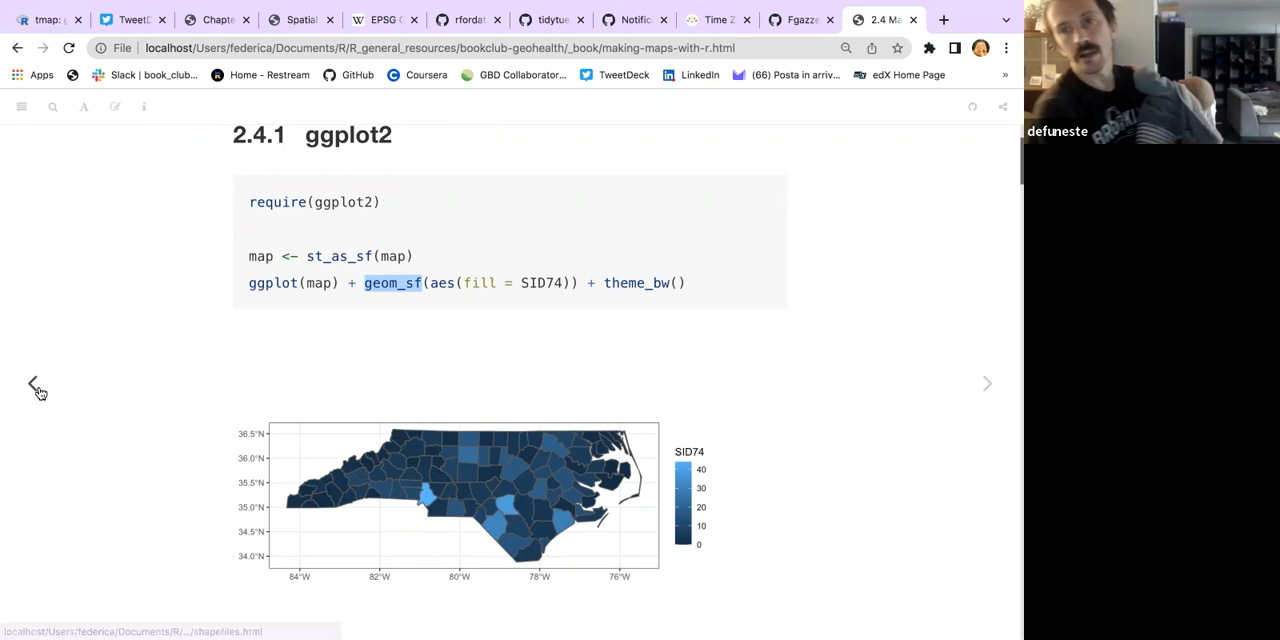 tmap: g
TweetD
Chapte
Spatial
EPSG G
rfordat
tidytue
Notific
Time Z
Fgazze
2.4 Ma
File localhost/Users/federica/Documents/R/R_general_resources/bookclub-geohealth/_book/making-maps-with-r.html
Apps
Slack | book_club...
Home - Restream
GitHub
Coursera
GBD Collaborator...
TweetDeck
LinkedIn
(66) Posta in arriv...
edX Home Page
»
2.4.1 ggplot2
defuneste
require(ggplot2)
map <- st_as_sf(map)
ggplot(map) + geom_sf(aes(fill = SID74)) + theme_bw()
36.5°N
36.0°N
35.5°N
35.0°N
34.5°N
34.0°N
84°W 82°W 80°W 78°W 76°W
SID74
40
30
20
10
0
localhost/Users/federica/Documents/R/.../shapefiles.html